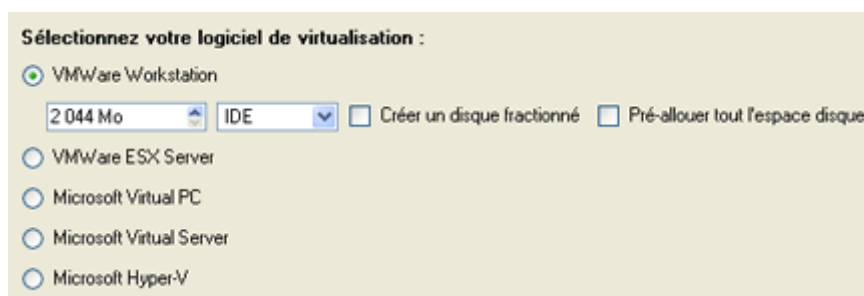 Sélectionnez votre logiciel de virtualisation :
VMWare Workstation
2 044 Mo IDE Créer un disque fractionné Pré-allouer tout l'espace disque
VMWare ESX Server
Microsoft Virtual PC
Microsoft Virtual Server
Microsoft Hyper-V